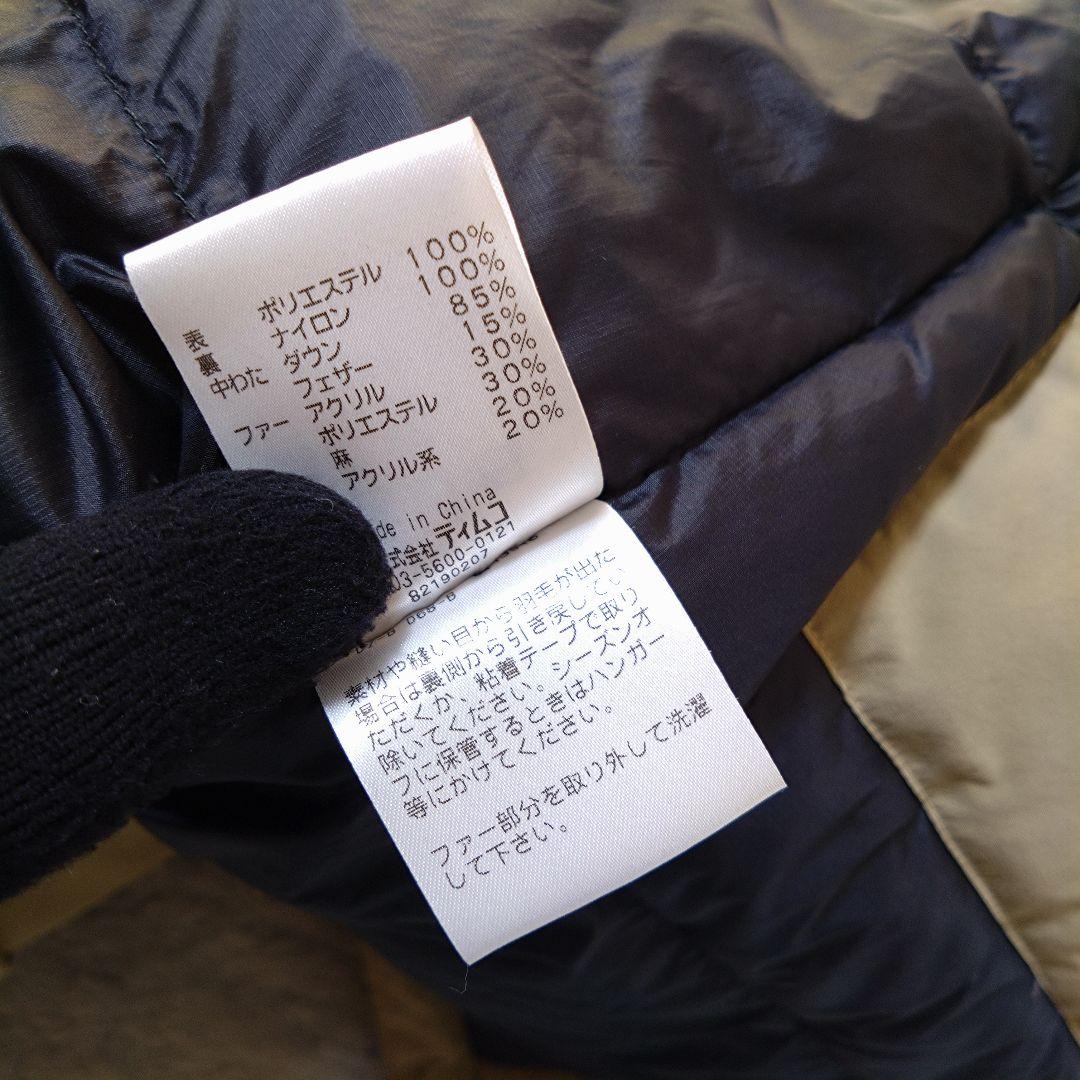 表 ポリエステル 100%
裏 ナイロン 100%
中わた ダウン 85%
フェザー 15%
ファー アクリル 30%
ポリエステル 30%
麻 20%
アクリル系 20%
in China
式会社 ティムコ
03-5600-0121
82190207
素材や縫い目から羽毛が出た
場合は裏側から引き戻してい
ただくか、粘着テープで取り
除いてください。シーズンオ
フに保管するときはハンガー
等にかけてください。
ファー部分を取り外して洗濯
して下さい。